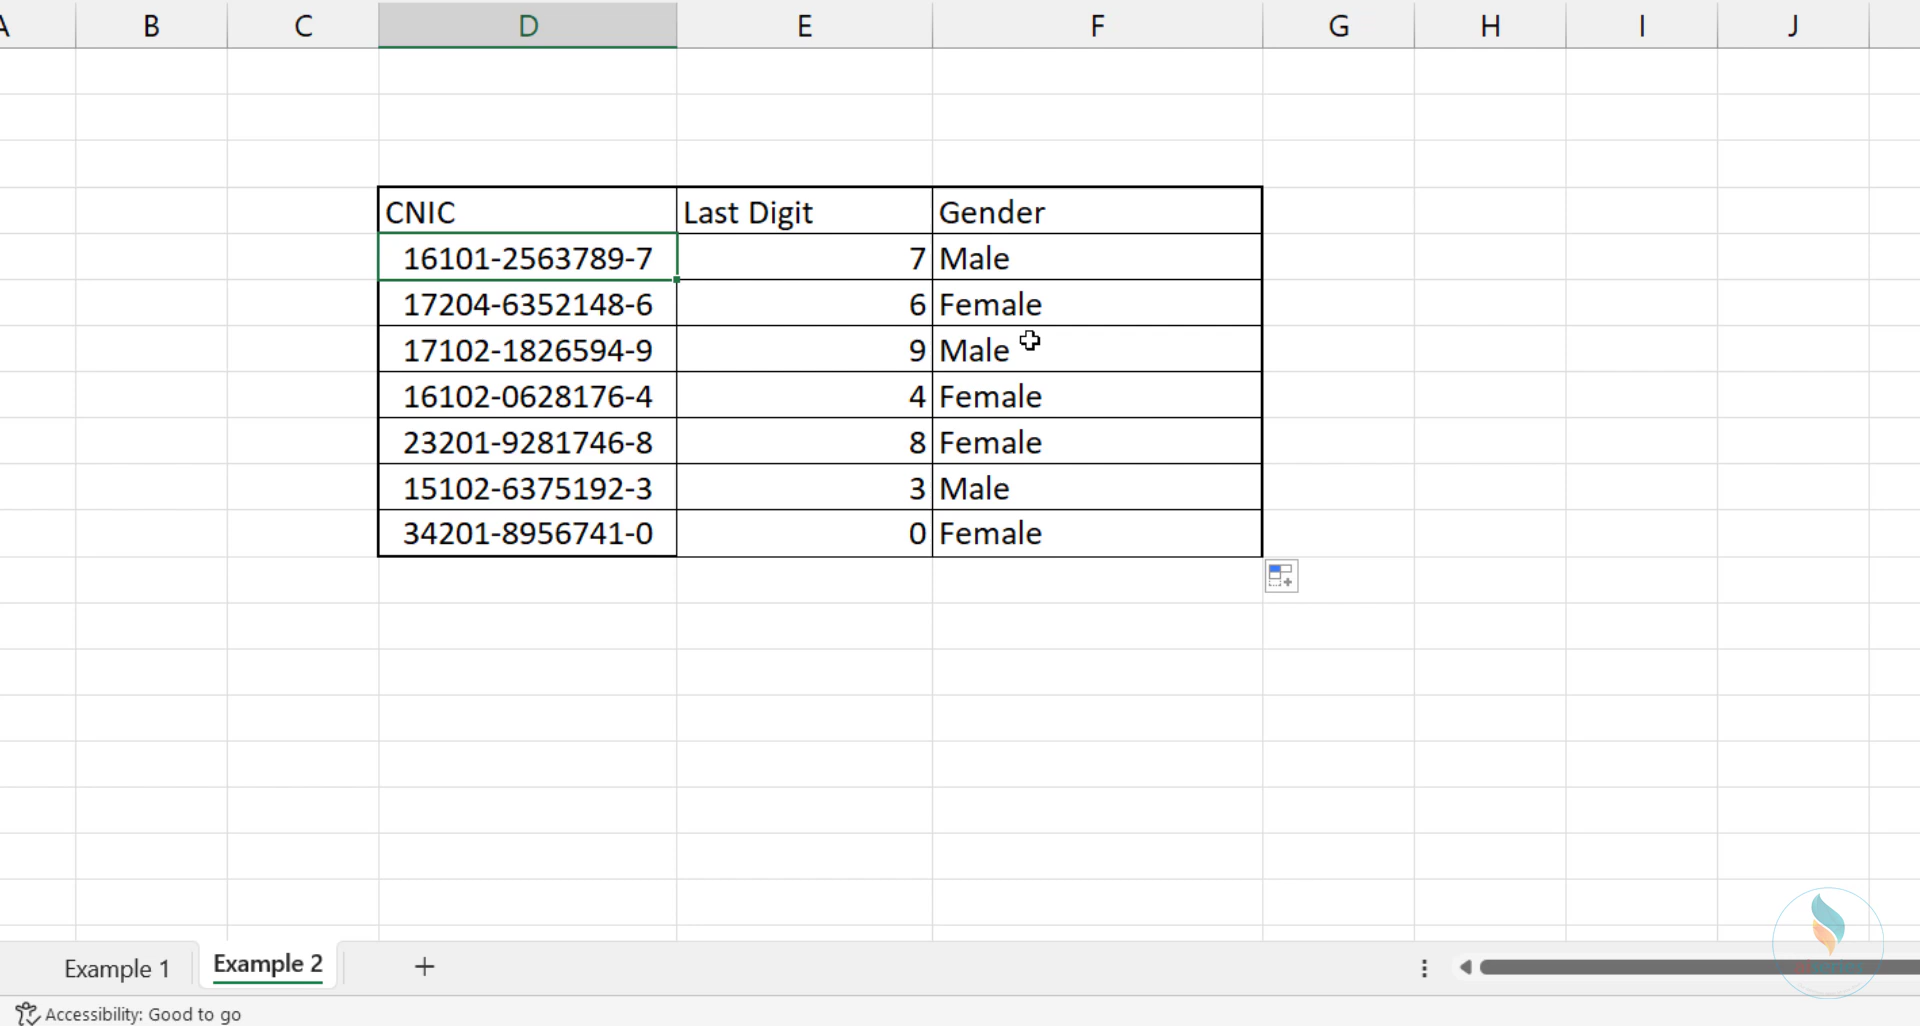 A B C D E F G H I J
CNIC Last Digit Gender
16101-2563789-7 7 Male
17204-6352148-6 6 Female
17102-1826594-9 9 Male
16102-0628176-4 4 Female
23201-9281746-8 8 Female
15102-6375192-3 3 Male
34201-8956741-0 0 Female
Example 1 Example 2
Accessibility: Good to go